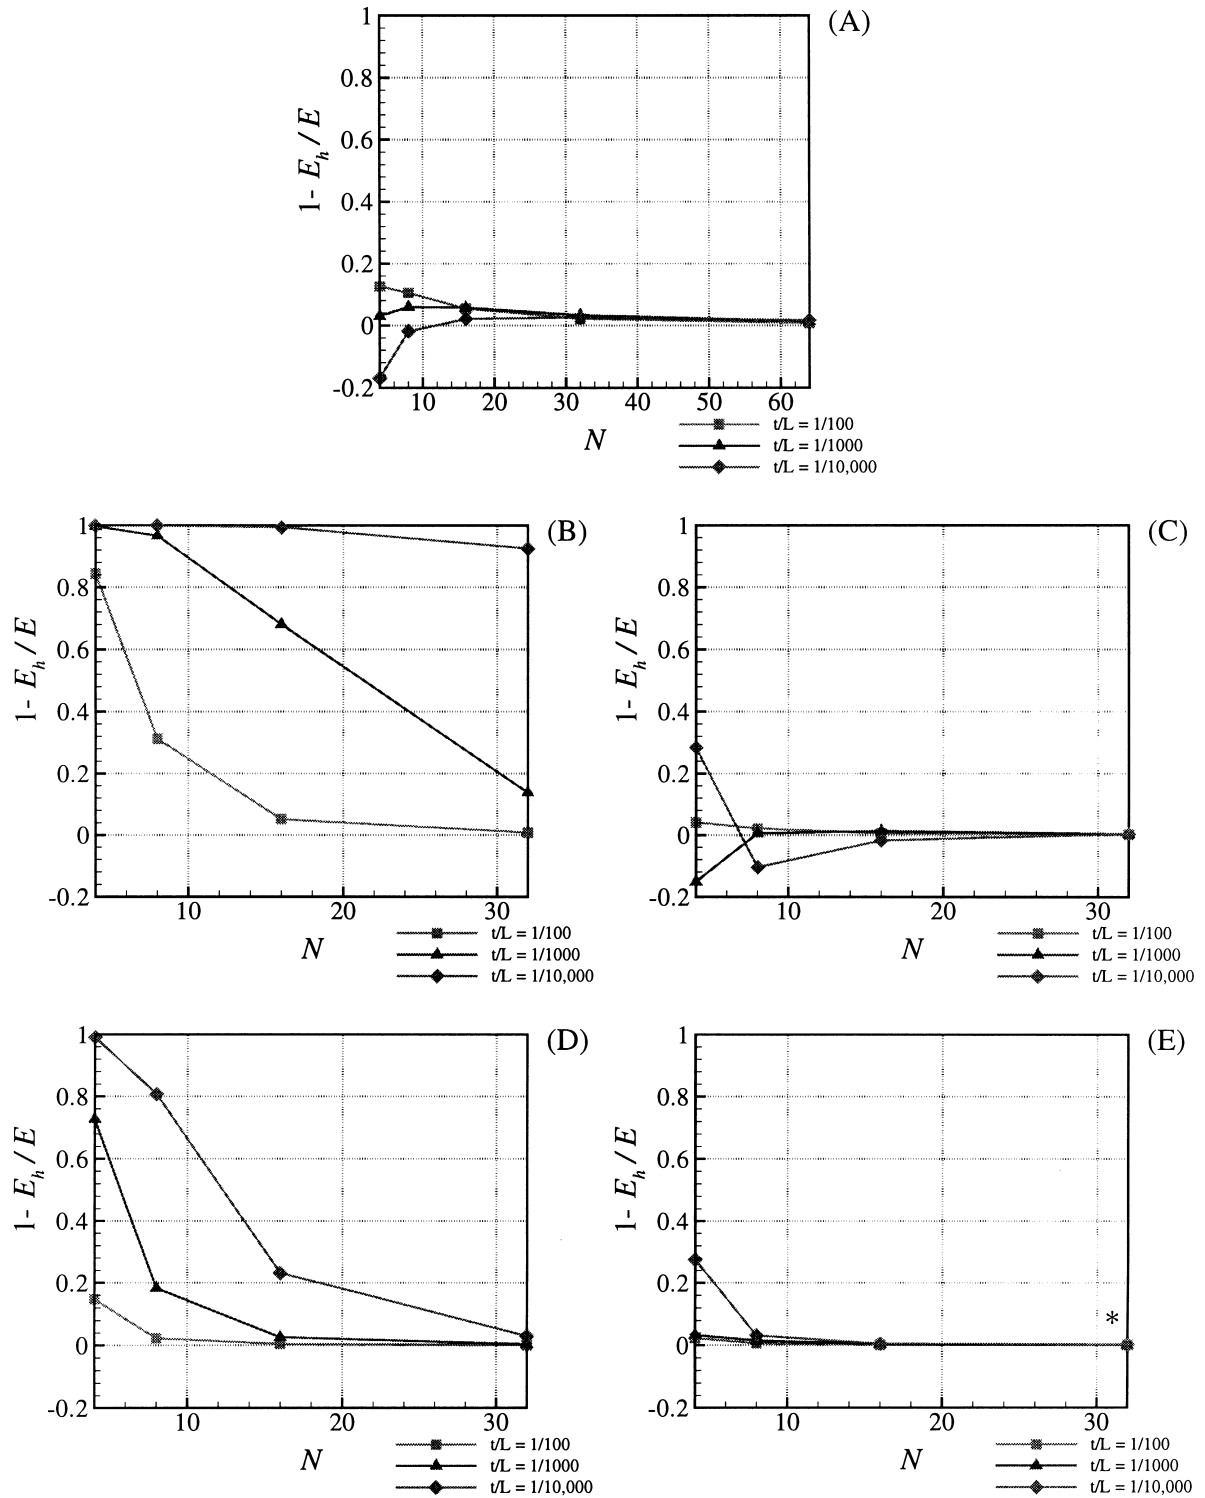 (A)
1
0.8
0.6
0.4
0.2
0
-0.2
1- E_h / E
10 20 30 40 50 60
N
t/L = 1/100
t/L = 1/1000
t/L = 1/10,000
(B)
1
0.8
0.6
0.4
0.2
0
-0.2
1- E_h / E
10 20 30
N
t/L = 1/100
t/L = 1/1000
t/L = 1/10,000
(C)
1
0.8
0.6
0.4
0.2
0
-0.2
1- E_h / E
10 20 30
N
t/L = 1/100
t/L = 1/1000
t/L = 1/10,000
(D)
1
0.8
0.6
0.4
0.2
0
-0.2
1- E_h / E
10 20 30
N
t/L = 1/100
t/L = 1/1000
t/L = 1/10,000
(E)
1
0.8
0.6
0.4
0.2
0
-0.2
1- E_h / E
*
10 20 30
N
t/L = 1/100
t/L = 1/1000
t/L = 1/10,000